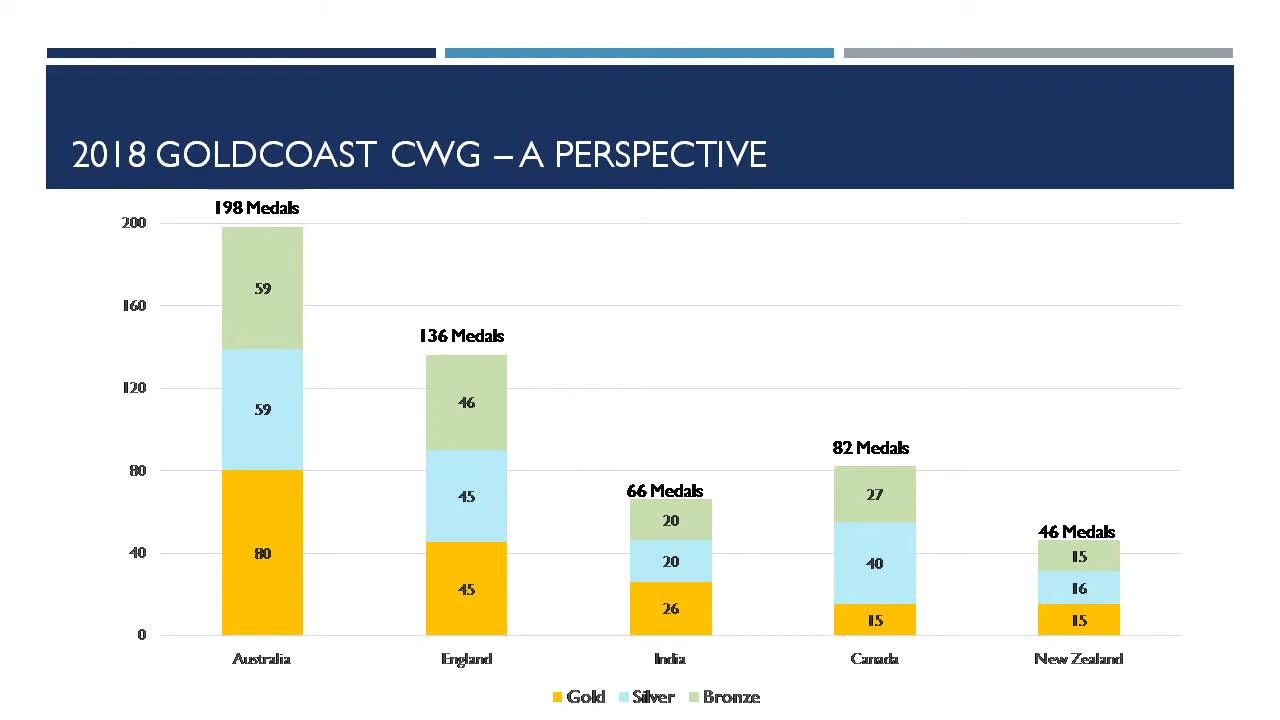 2018 GOLDCOAST CWG – A PERSPECTIVE
198 Medals
200
59
160
136 Medals
120
46
59
82 Medals
80
66 Medals
27
45
20
46 Medals
40
80
20
40
15
45
26
15
16
15
0
Australia England India Canada New Zealand
Gold Silver Bronze